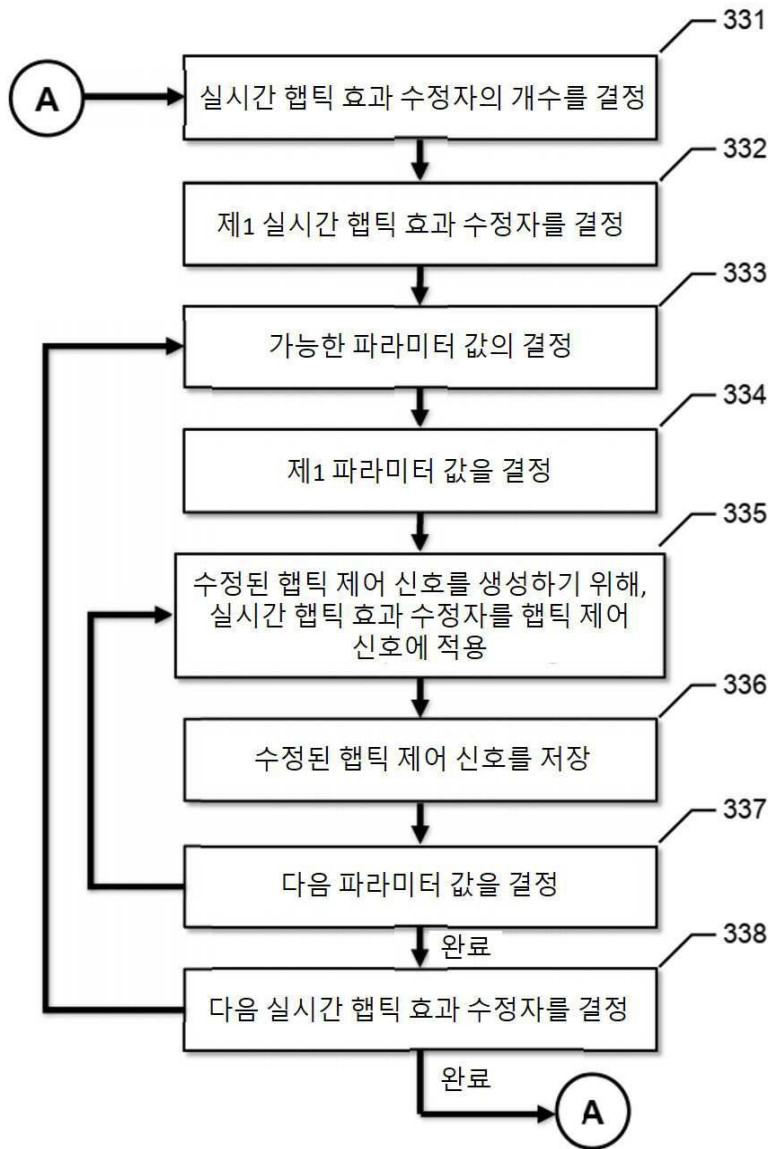 331
A
실시간 햅틱 효과 수정자의 개수를 결정
332
제1 실시간 햅틱 효과 수정자를 결정
333
가능한 파라미터 값의 결정
334
제1 파라미터 값을 결정
335
수정된 햅틱 제어 신호를 생성하기 위해,
실시간 햅틱 효과 수정자를 햅틱 제어
신호에 적용
336
수정된 햅틱 제어 신호를 저장
337
다음 파라미터 값을 결정
완료
338
다음 실시간 햅틱 효과 수정자를 결정
완료
A